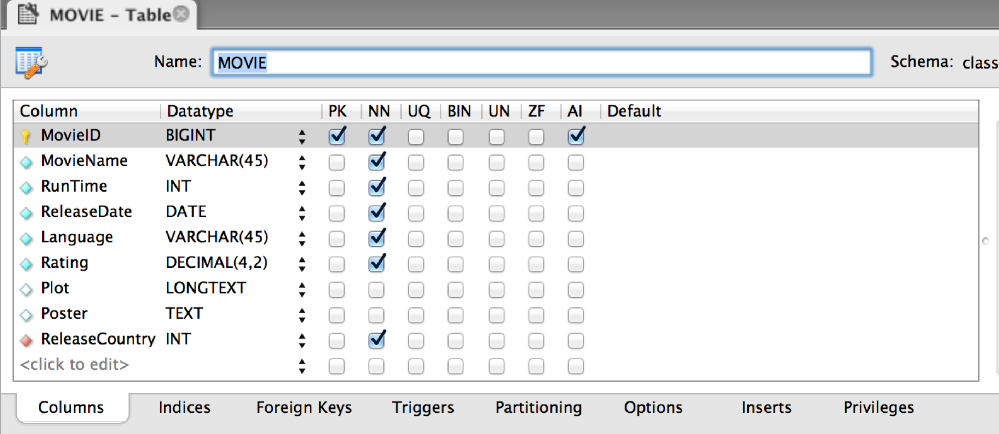 MOVIE - Table
Name: MOVIE Schema: class
Column Datatype PK NN UQ BIN UN ZF AI Default
MovieID BIGINT
MovieName VARCHAR(45)
RunTime INT
ReleaseDate DATE
Language VARCHAR(45)
Rating DECIMAL(4,2)
Plot LONGTEXT
Poster TEXT
ReleaseCountry INT
<click to edit>
Columns Indices Foreign Keys Triggers Partitioning Options Inserts Privileges